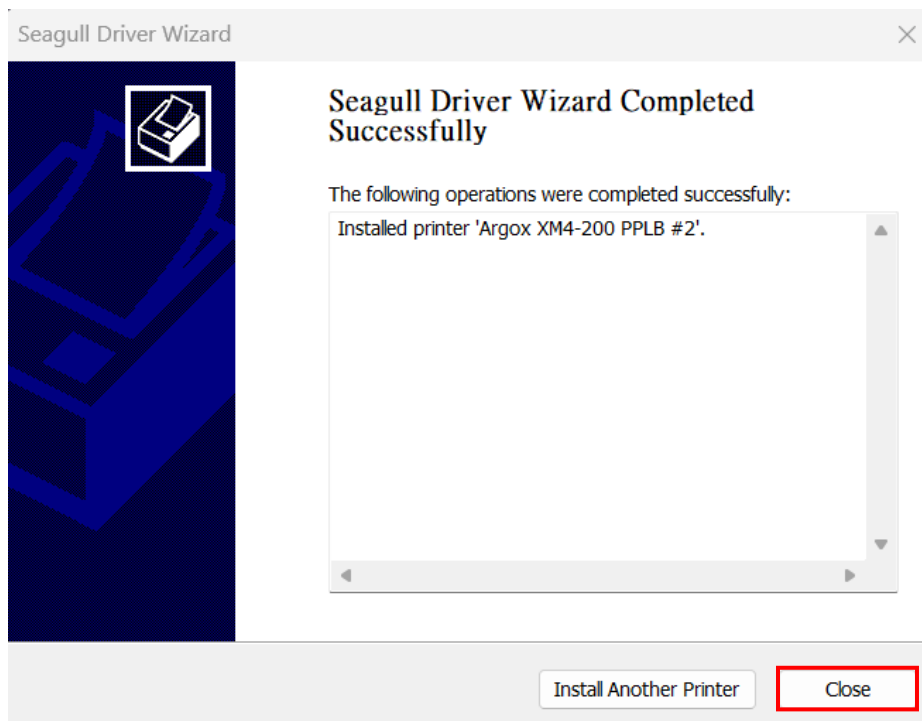 Seagull Driver Wizard
Seagull Driver Wizard Completed
Successfully
The following operations were completed successfully:
Installed printer 'Argox XM4-200 PPLB #2'.
Install Another Printer
Close